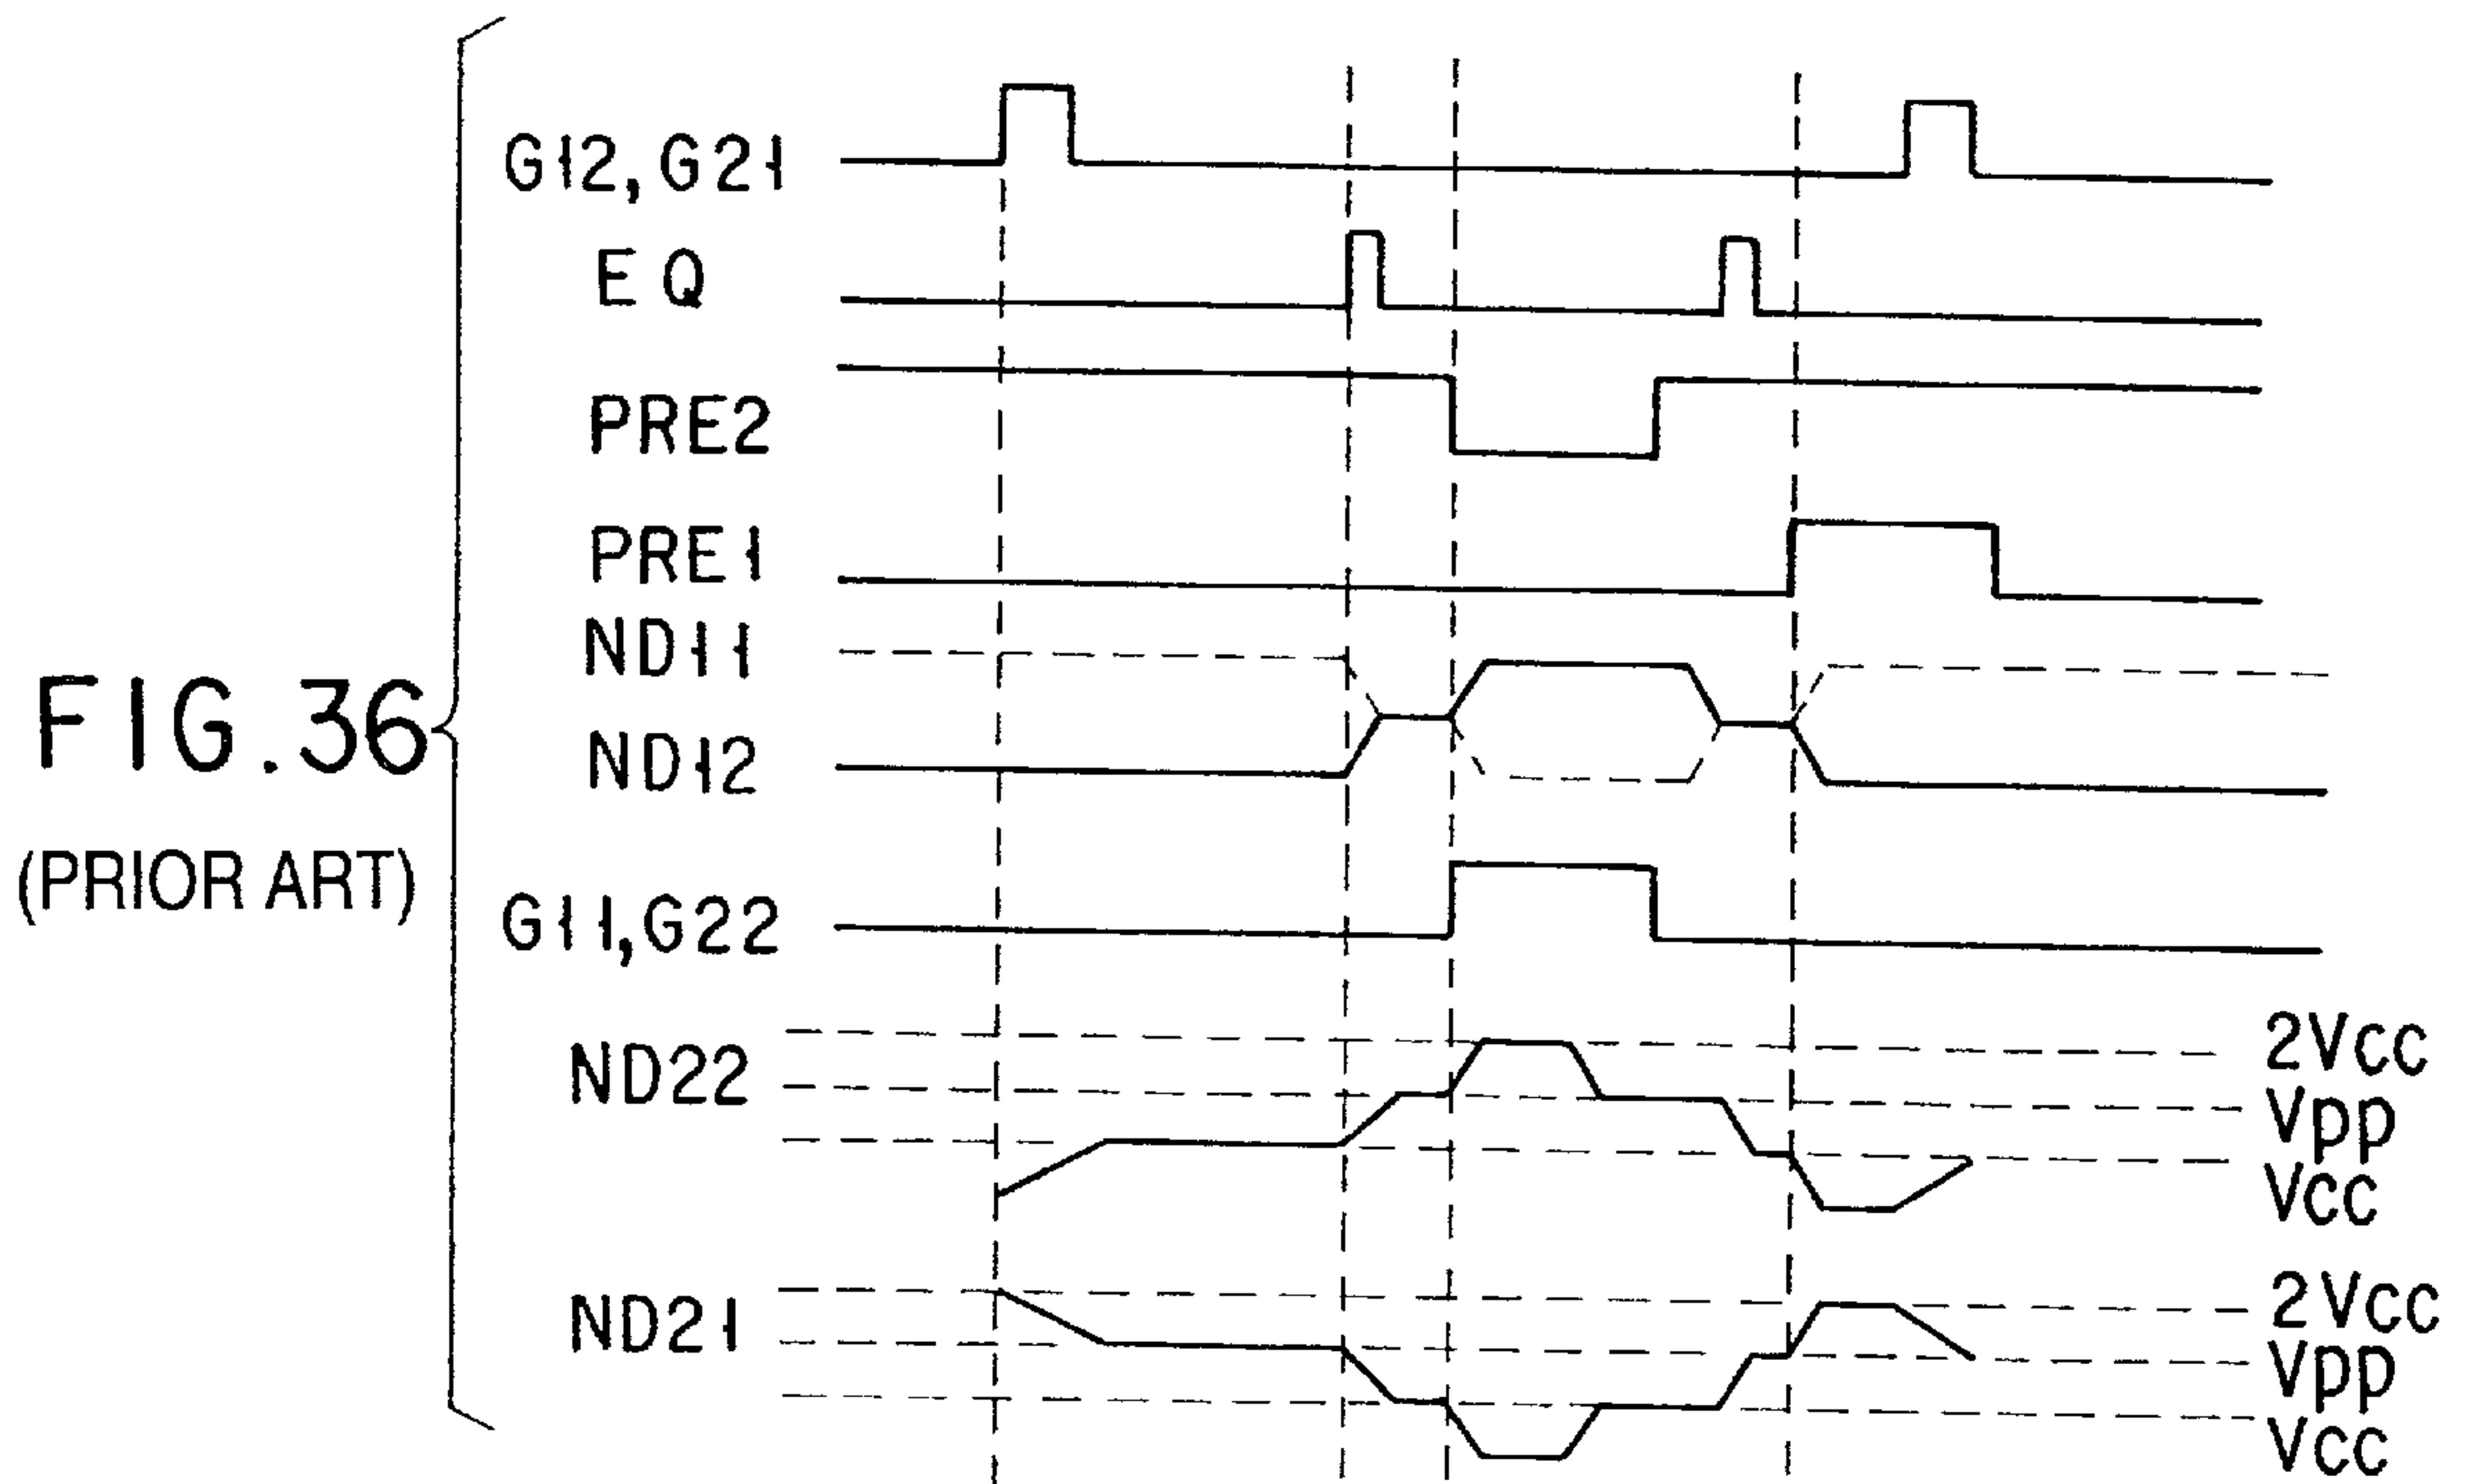 G12,G21
EQ
PRE2
PRE1
ND11
FIG.36
ND12
(PRIOR ART)
G11,G22
2VCC
ND22
VPP
VCC
2VCC
ND21
VPP
VCC